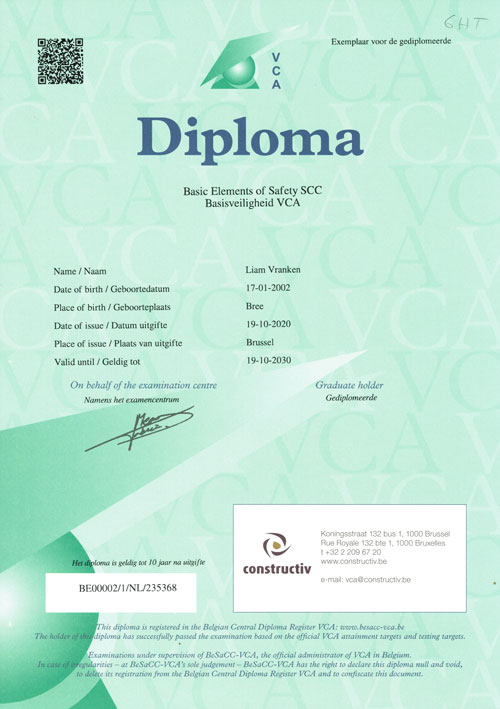 GHT
Exemplaar voor de gediplomeerde
V
C
A
Diploma
Basic Elements of Safety SCC
Basisveiligheid VCA
Name / Naam Liam Vranken
Date of birth / Geboortedatum 17-01-2002
Place of birth / Geboorteplaats Bree
Date of issue / Datum uitgifte 19-10-2020
Place of issue / Plaats van uitgifte Brussel
Valid until / Geldig tot 19-10-2030
On behalf of the examination centre Graduate holder
Namens het examencentrum Gediplomeerde
Koningsstraat 132 bus 1, 1000 Brussel
Rue Royale 132 bte 1, 1000 Bruxelles
t +32 2 209 67 20
www.constructiv.be
constructiv
e-mail: vca@constructiv.be
Het diploma is geldig tot 10 jaar na uitgifte
BE00002/1/NL/235368
This diploma is registered in the Belgian Central Diploma Register VCA: www.besacc-vca.be
The holder of this diploma has successfully passed the examination based on the official VCA attainment targets and testing targets.
Examinations under supervision of BeSaCC-VCA, the official administrator of VCA in Belgium.
In case of irregularities – at BeSaCC-VCA's sole judgement – BeSaCC-VCA has the right to declare this diploma null and void,
to delete its registration from the Belgian Central Diploma Register VCA and to confiscate this document.